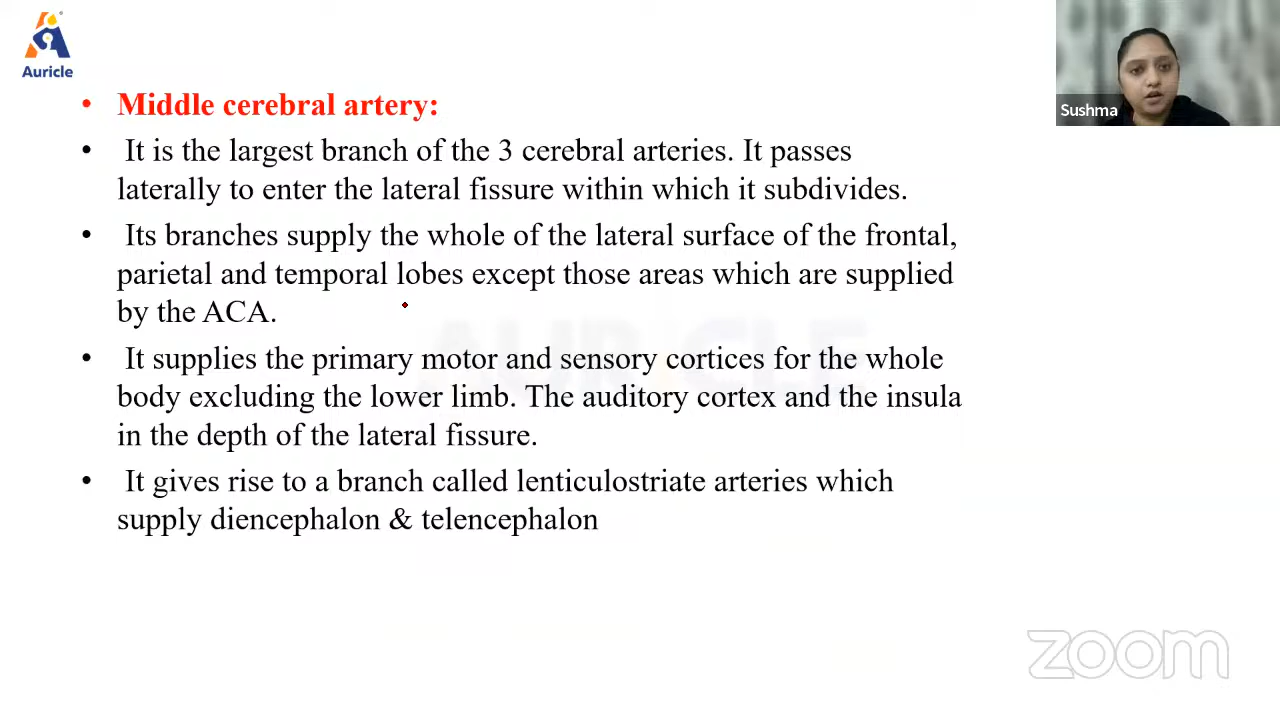 Auricle
Sushma
• Middle cerebral artery:
• It is the largest branch of the 3 cerebral arteries. It passes
laterally to enter the lateral fissure within which it subdivides.
• Its branches supply the whole of the lateral surface of the frontal,
parietal and temporal lobes except those areas which are supplied
by the ACA.
• It supplies the primary motor and sensory cortices for the whole
body excluding the lower limb. The auditory cortex and the insula
in the depth of the lateral fissure.
• It gives rise to a branch called lenticulostriate arteries which
supply diencephalon & telencephalon
AURICLE
zoom